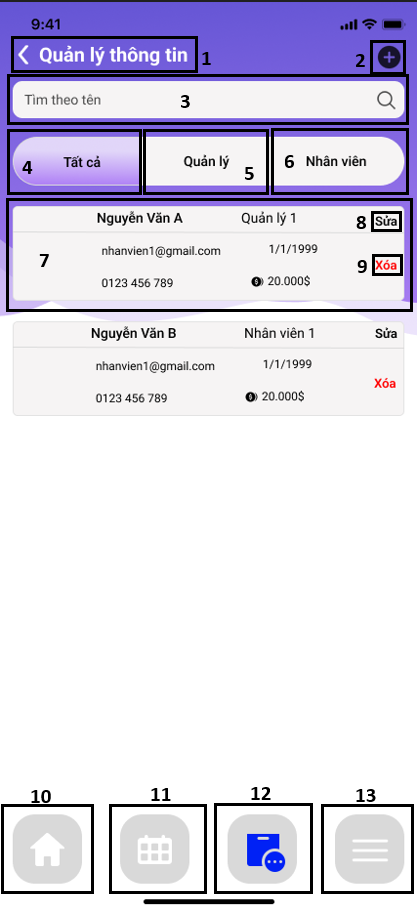 9:41
Quản lý thông tin 1
2
Tìm theo tên 3
4 Tất cả
Quản lý 5
6 Nhân viên
Nguyễn Văn A Quản lý 1 8 Sửa
7 nhanvien1@gmail.com 1/1/1999 9 Xóa
0123 456 789 20.000$
Nguyễn Văn B Nhân viên 1 Sửa
nhanvien1@gmail.com 1/1/1999 Xóa
0123 456 789 20.000$
10 11 12 13